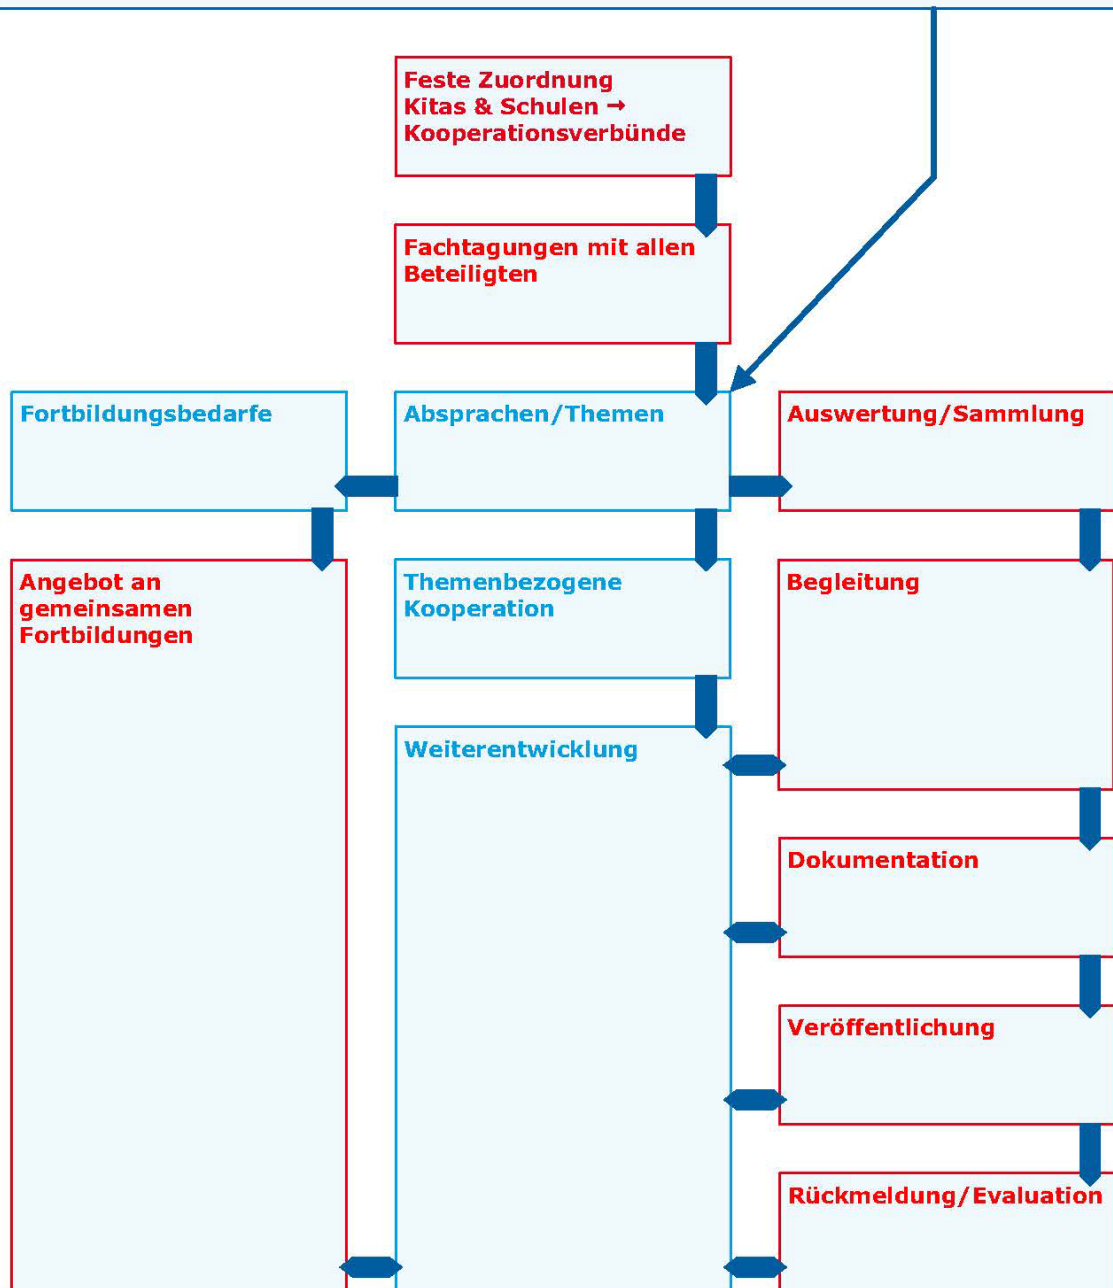 Feste Zuordnung
Kitas & Schulen →
Kooperationsverbünde
Fachtagungen mit allen
Beteiligten
Fortbildungsbedarfe
Absprachen/Themen
Auswertung/Sammlung
Angebot an
gemeinsamen
Fortbildungen
Themenbezogene
Kooperation
Begleitung
Weiterentwicklung
Dokumentation
Veröffentlichung
Rückmeldung/Evaluation